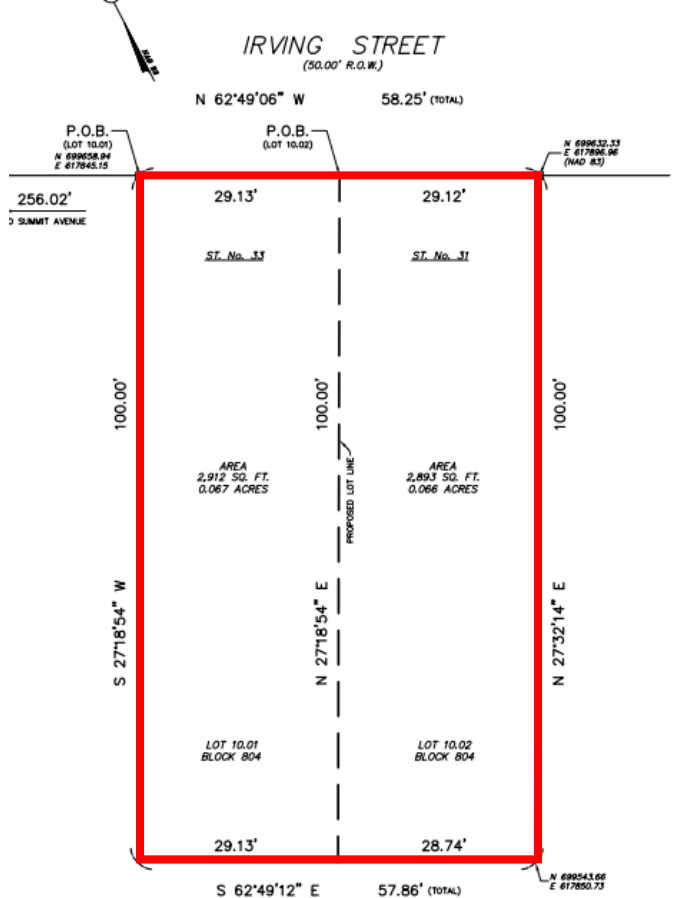 NAD 83
IRVING STREET
(50.00' R.O.W.)
N 62°49'06" W 58.25' (TOTAL)
P.O.B.
(LOT 10.01)
N 699658.94
E 617845.15
P.O.B.
(LOT 10.02)
N 699632.33
E 617896.96
(NAD 83)
256.02'
O SUMMIT AVENUE
29.13'
29.12'
ST. No. 33
ST. No. 31
100.00'
100.00'
100.00'
AREA
2,912 SQ. FT.
0.067 ACRES
PROPOSED LOT LINE
AREA
2,893 SQ. FT.
0.066 ACRES
S 27°18'54" W
N 27°18'54" E
N 27°32'14" E
LOT 10.01
BLOCK 804
LOT 10.02
BLOCK 804
29.13'
28.74'
S 62°49'12" E 57.86' (TOTAL)
N 699543.66
E 617850.73